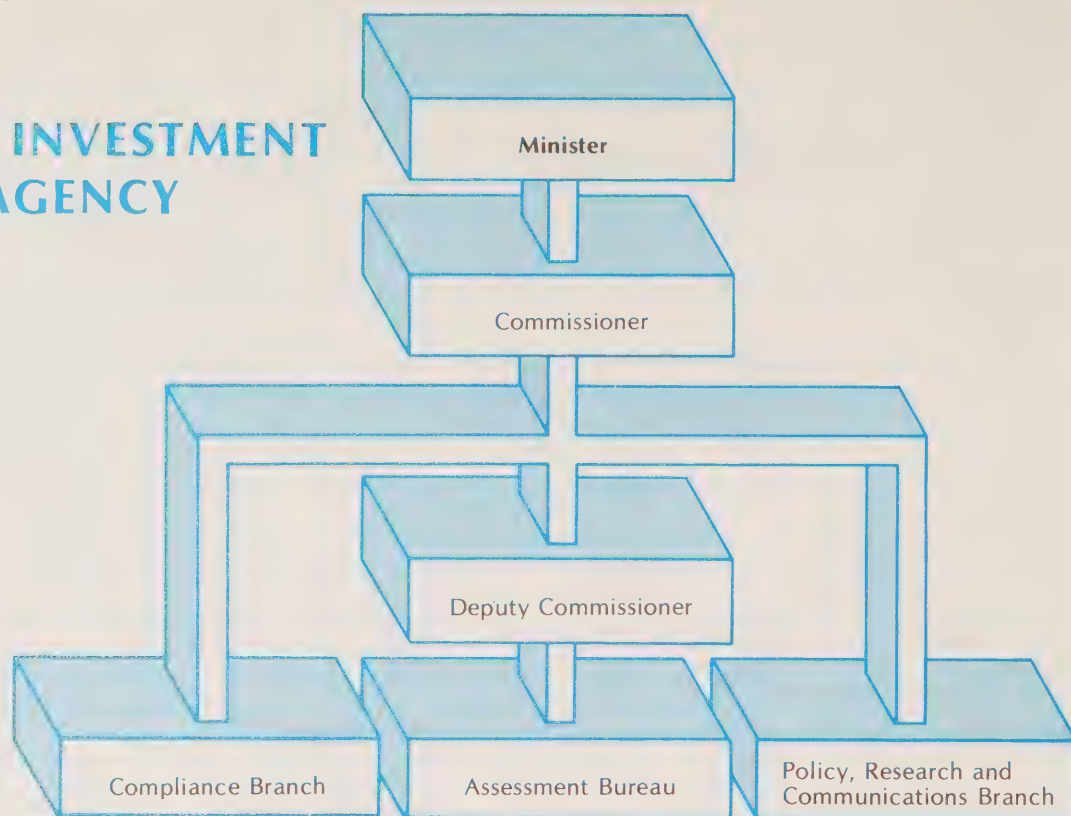 INVESTMENT
AGENCY
Minister
Commissioner
Deputy Commissioner
Compliance Branch
Assessment Bureau
Policy, Research and
Communications Branch